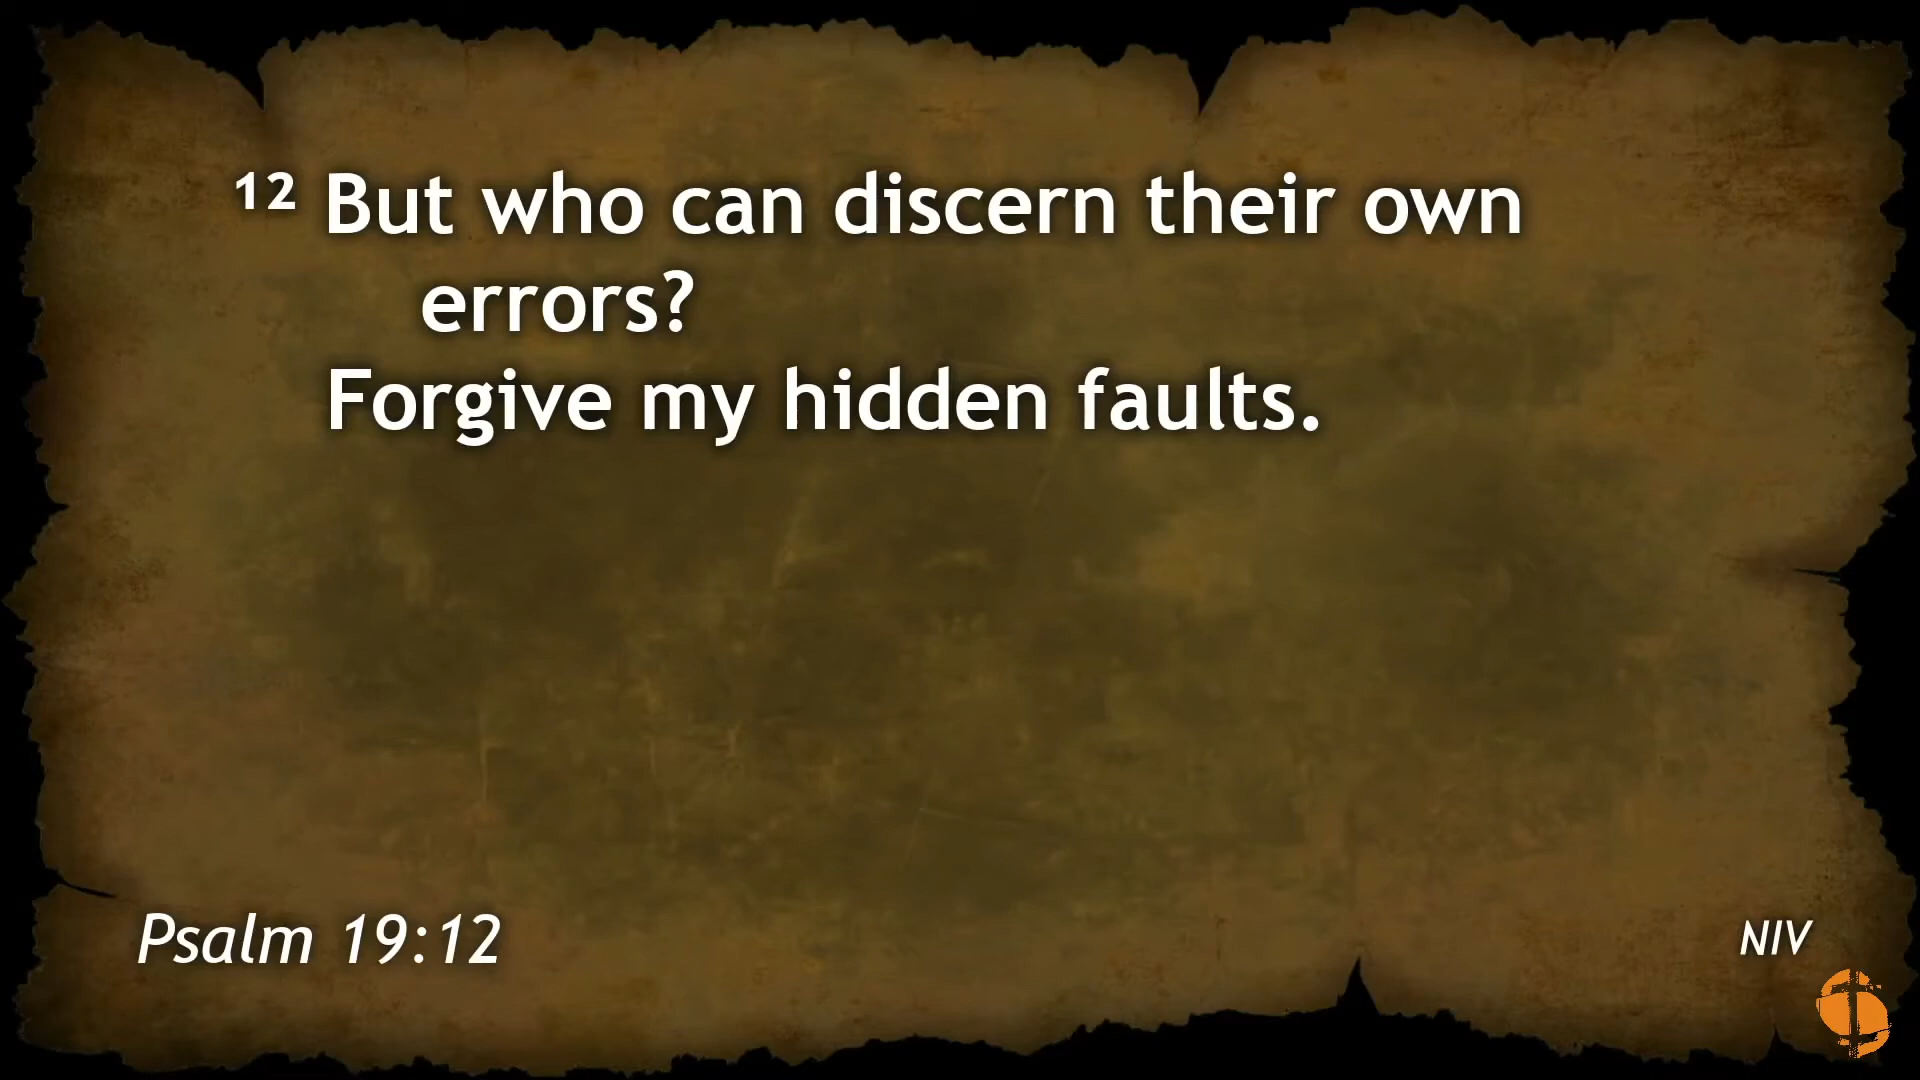 12 But who can discern their own
errors?
Forgive my hidden faults.
Psalm 19:12
NIV